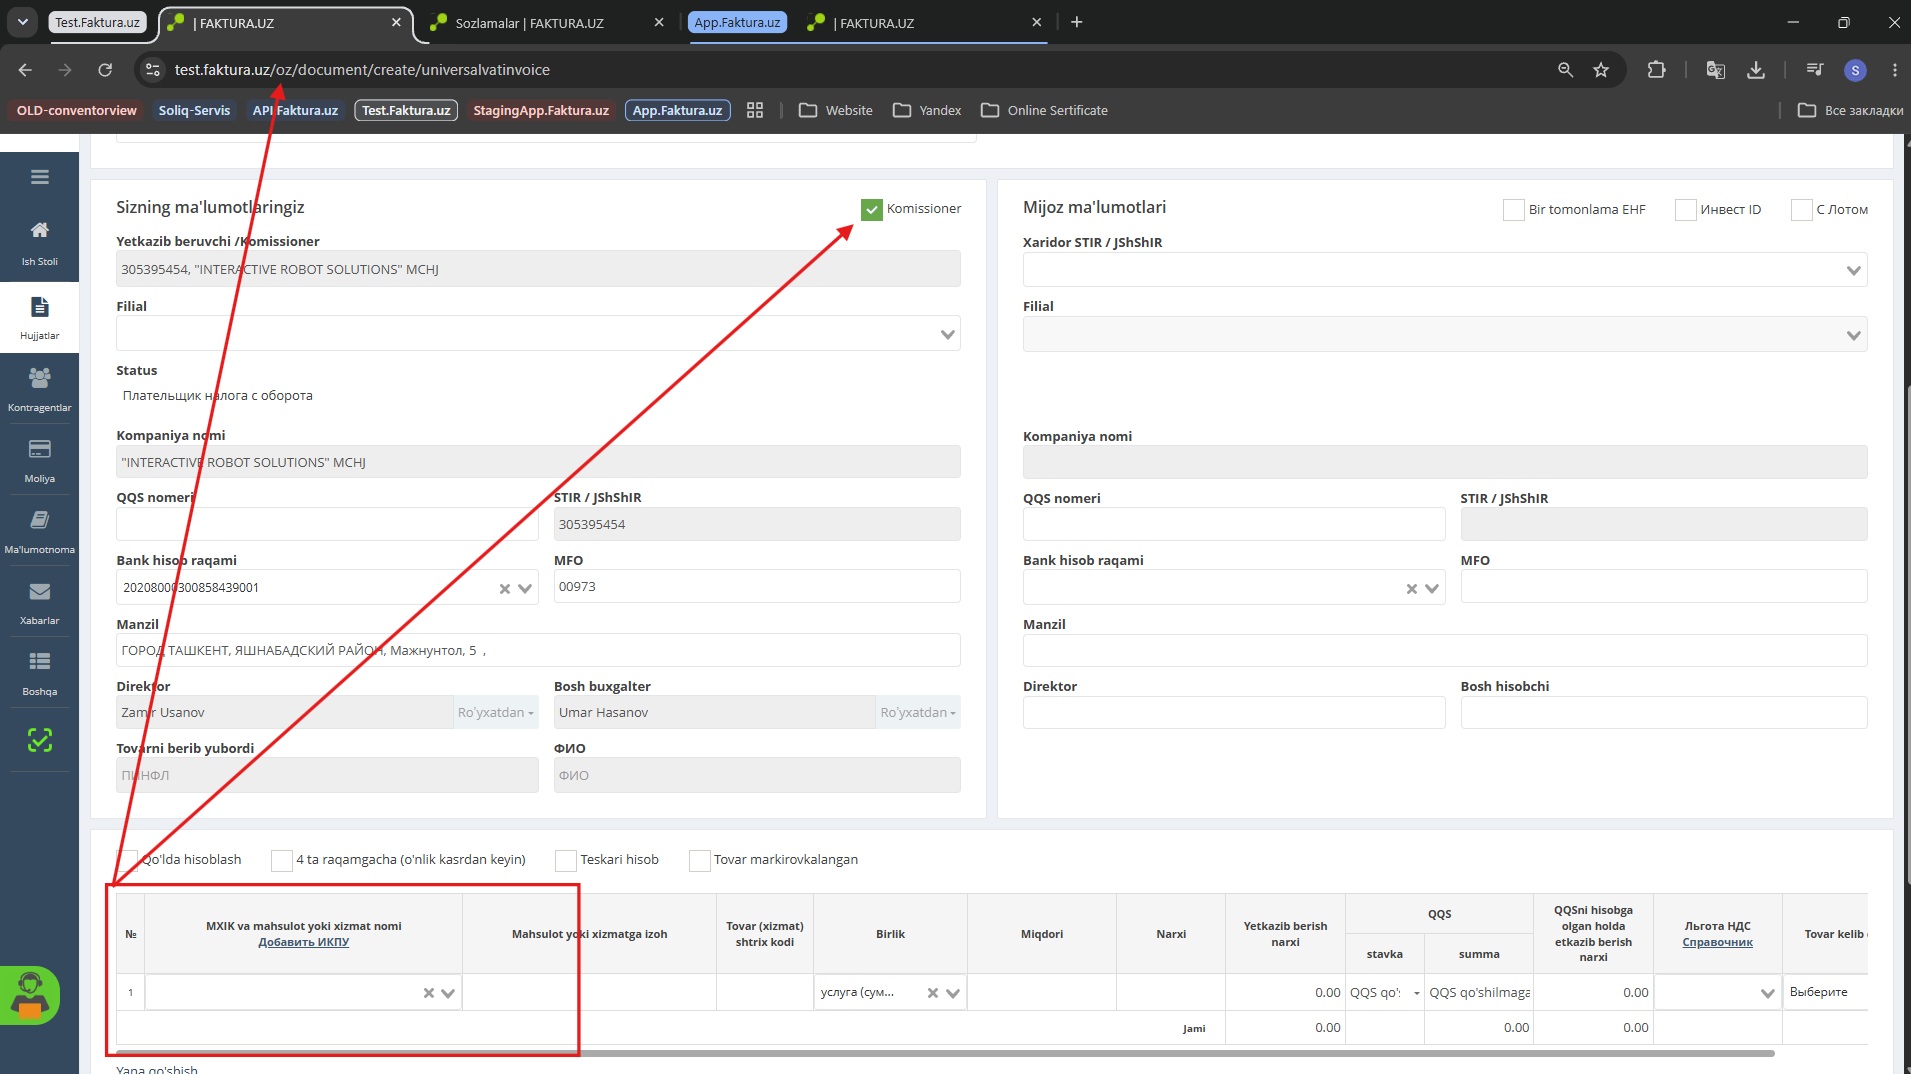 Test.Faktura.uz
| FAKTURA.UZ
Sozlamalar | FAKTURA.UZ
App.Faktura.uz
| FAKTURA.UZ
test.faktura.uz/oz/document/create/universalvatinvoice
S
OLD-conventorview
Soliq-Servis
API.Faktura.uz
Test.Faktura.uz
StagingApp.Faktura.uz
App.Faktura.uz
Website
Yandex
Online Sertificate
Все закладки
Ish Stoli
Hujjatlar
Kontragentlar
Moliya
Ma'lumotnoma
Xabarlar
Boshqa
Sizning ma'lumotlaringiz
Komissioner
Yetkazib beruvchi /Komissioner
305395454, "INTERACTIVE ROBOT SOLUTIONS" MCHJ
Filial
Status
Плательщик налога с оборота
Kompaniya nomi
"INTERACTIVE ROBOT SOLUTIONS" MCHJ
QQS nomeri
STIR / JShShIR
305395454
Bank hisob raqami
MFO
20208000300858439001
00973
Manzil
ГОРОД ТАШКЕНТ, ЯШНАБАДСКИЙ РАЙОН, Мажнунтол, 5 ,
Direktor
Bosh buxgalter
Zamir Usanov
Ro'yxatdan
Umar Hasanov
Ro'yxatdan
Tovarni berib yubordi
ФИО
ПИНФЛ
ФИО
Mijoz ma'lumotlari
Bir tomonlama EHF
Инвест ID
С Лотом
Xaridor STIR / JShShIR
Filial
Kompaniya nomi
QQS nomeri
STIR / JShShIR
Bank hisob raqami
MFO
Manzil
Direktor
Bosh hisobchi
Qo'lda hisoblash
4 ta raqamgacha (o'nlik kasrdan keyin)
Teskari hisob
Tovar markirovkalangan
№
MXIK va mahsulot yoki xizmat nomi
Добавить ИКПУ
Mahsulot yoki xizmatga izoh
Tovar (xizmat)
shtrix kodi
Birlik
Miqdori
Narxi
Yetkazib berish
narxi
QQS
stavka
summa
QQSni hisobga
olgan holda
etkazib berish
narxi
Льгота НДС
Справочник
Tovar kelib
1
услуга (сум...
0.00
QQS qo'
QQS qo'shilmaga
0.00
Выберите
Jami
0.00
0.00
0.00
Yana qo'shish